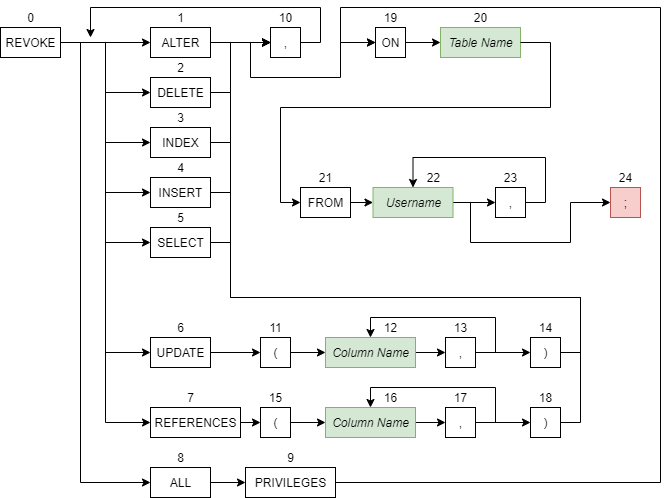 0 1 10 19 20
REVOKE ALTER , ON Table Name
2
DELETE
3
INDEX
4 21 22 23 24
INSERT FROM Username , ;
5
SELECT
6 11 12 13 14
UPDATE ( Column Name , )
7 15 16 17 18
REFERENCES ( Column Name , )
8 9
ALL PRIVILEGES